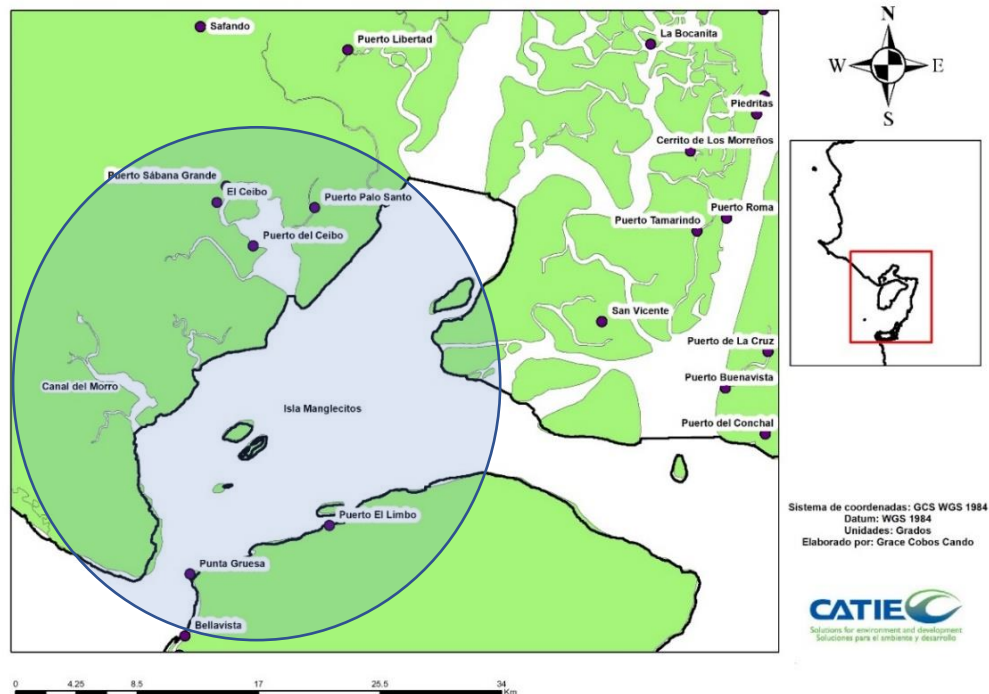 Safando
Puerto Libertad
La Bocanita
Piedritas
Cerrito de Los Morreños
Puerto Sábana Grande
El Ceibo
Puerto Palo Santo
Puerto Roma
Puerto Tamarindo
Puerto del Ceibo
San Vicente
Puerto de La Cruz
Canal del Morro
Puerto Buenavista
Isla Manglecitos
Puerto del Conchal
Puerto El Limbo
Punta Gruesa
Bellavista
0 4.25 8.5 17 25.5 34
Km
N
W E
S
Sistema de coordenadas: GCS WGS 1984
Datum: WGS 1984
Unidades: Grados
Elaborado por: Grace Cobos Cando
CATIE
Solutions for environment and development
Soluciones para el ambiente y desarrollo